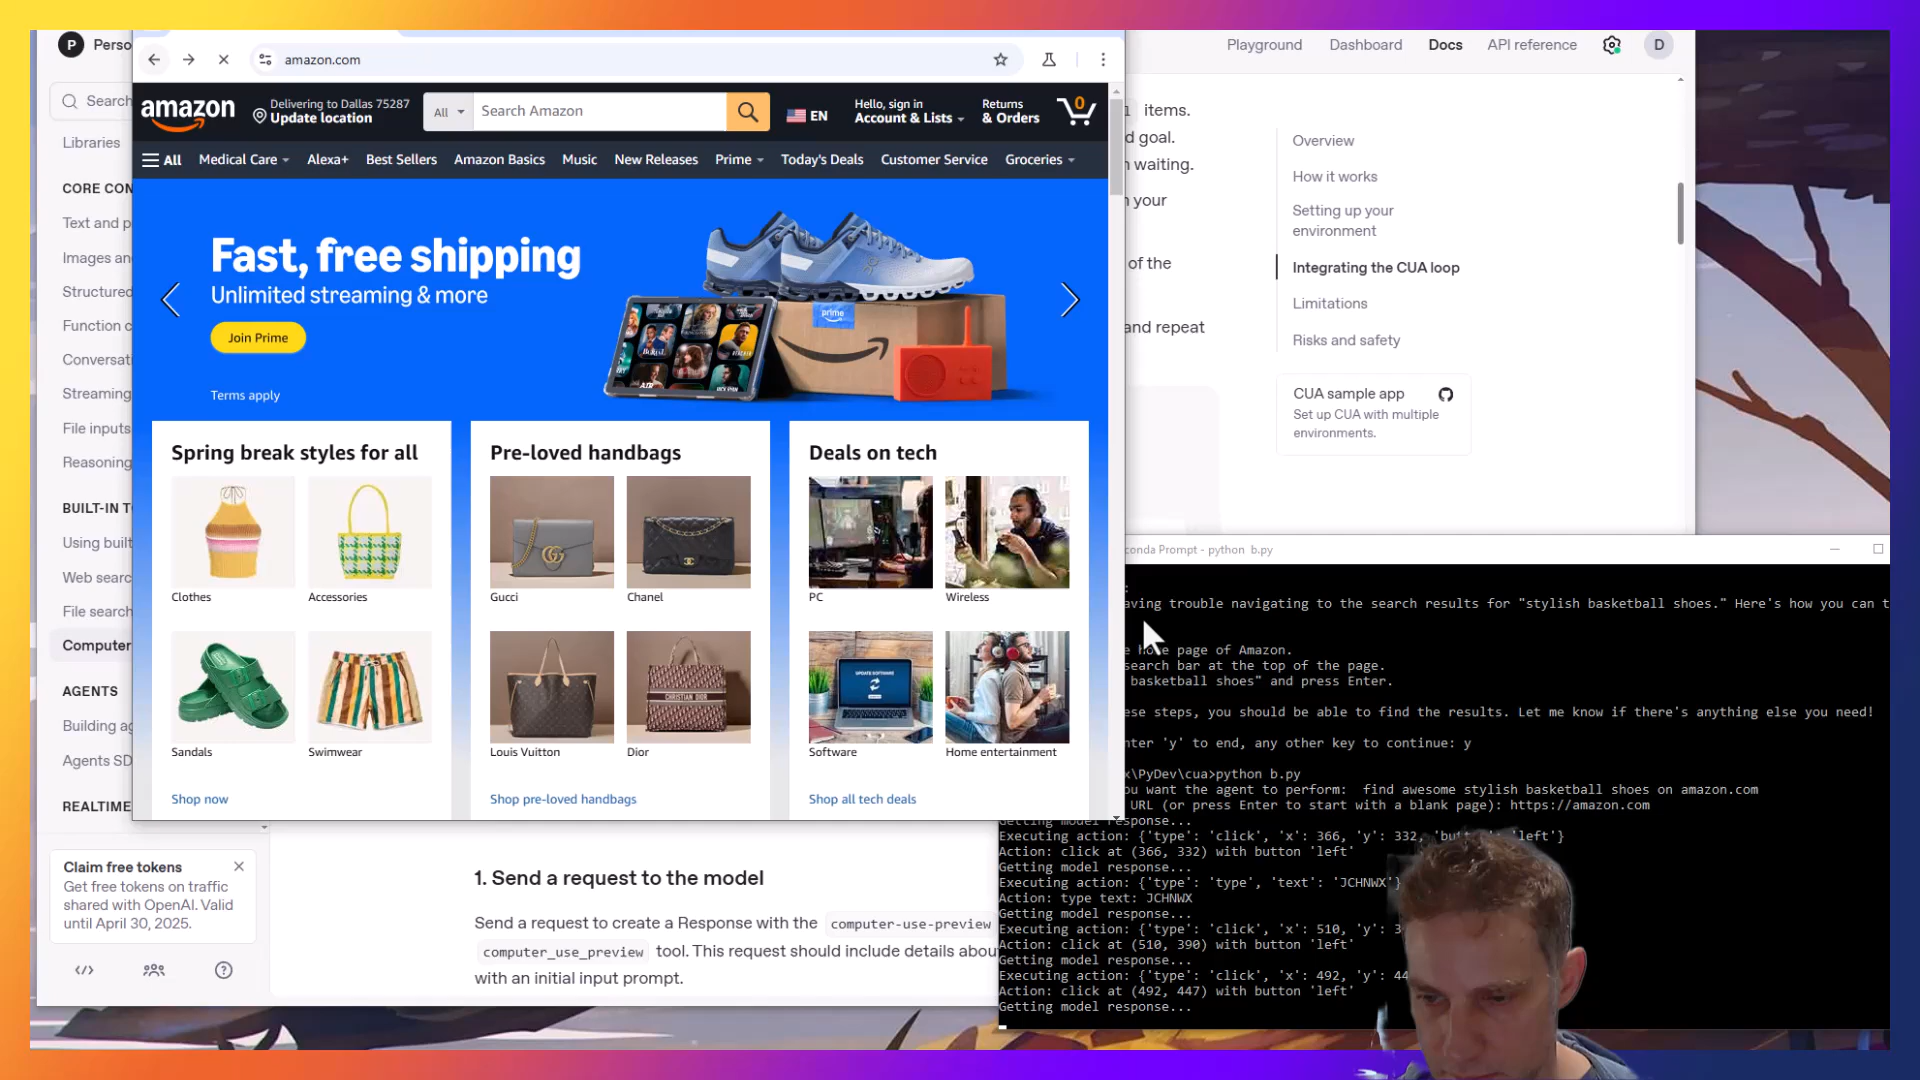 P Perso
Playground
Dashboard
Docs
API reference
D
amazon.com
Search
Libraries
CORE CON
Text and p
Images an
Structured
Function c
Conversati
Streaming
File inputs
Reasoning
BUILT-IN T
Using built
Web searc
File search
Computer
AGENTS
Building ag
Agents SD
REALTIME
Claim free tokens
Get free tokens on traffic
shared with OpenAI. Valid
until April 30, 2025.
amazon
Delivering to Dallas 75287
Update location
All
Search Amazon
EN
Hello, sign in
Account & Lists
Returns
& Orders
0
All
Medical Care
Alexa+
Best Sellers
Amazon Basics
Music
New Releases
Prime
Today's Deals
Customer Service
Groceries
Fast, free shipping
Unlimited streaming & more
Join Prime
Terms apply
prime
Spring break styles for all
Clothes
Accessories
Sandals
Swimwear
Shop now
Pre-loved handbags
Gucci
Chanel
CHRISTIAN DIOR
Louis Vuitton
Dior
Shop pre-loved handbags
Deals on tech
PC
Wireless
UPDATE SOFTWARE
Software
Home entertainment
Shop all tech deals
items.
d goal.
waiting.
your
of the
and repeat
Overview
How it works
Setting up your
environment
Integrating the CUA loop
Limitations
Risks and safety
CUA sample app
Set up CUA with multiple
environments.
1. Send a request to the model
Send a request to create a Response with the computer-use-preview
computer_use_preview tool. This request should include details abou
with an initial input prompt.
conda Prompt - python b.py
:
aving trouble navigating to the search results for "stylish basketball shoes." Here's how you can t
page of Amazon.
search bar at the top of the page.
basketball shoes" and press Enter.
ese steps, you should be able to find the results. Let me know if there's anything else you need!
nter 'y' to end, any other key to continue: y
x\PyDev\cua>python b.py
ou want the agent to perform: find awesome stylish basketball shoes on amazon.com
URL (or press Enter to start with a blank page): https://amazon.com
Getting model response...
Executing action: {'type': 'click', 'x': 366, 'y': 332, 'button': 'left'}
Action: click at (366, 332) with button 'left'
Getting model response...
Executing action: {'type': 'type', 'text': 'JCHNWX'}
Action: type text: JCHNWX
Getting model response...
Executing action: {'type': 'click', 'x': 510, 'y': 3
Action: click at (510, 390) with button 'left'
Getting model response...
Executing action: {'type': 'click', 'x': 492, 'y': 44
Action: click at (492, 447) with button 'left'
Getting model response...